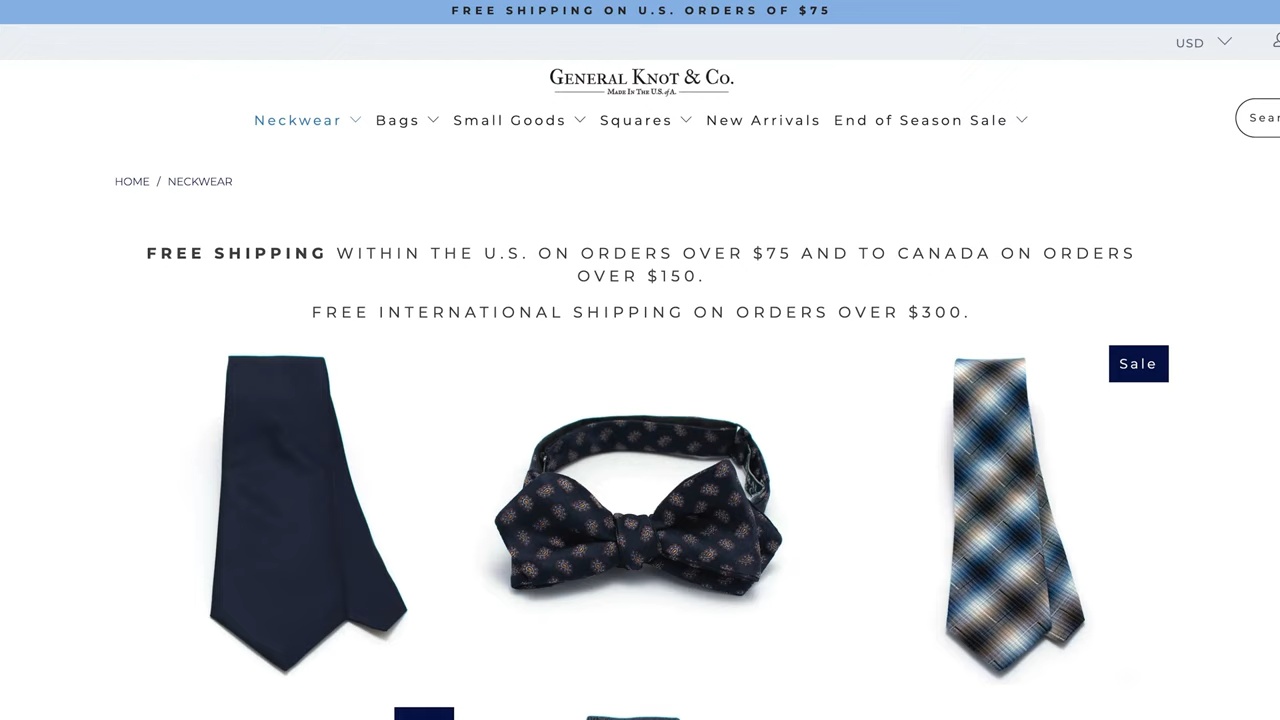 FREE SHIPPING ON U.S. ORDERS OF $75
USD
GENERAL KNOT & CO.
MADE IN THE U.S. of A.
Neckwear Bags Small Goods Squares New Arrivals End of Season Sale
HOME / NECKWEAR
FREE SHIPPING WITHIN THE U.S. ON ORDERS OVER $75 AND TO CANADA ON ORDERS
OVER $150.
FREE INTERNATIONAL SHIPPING ON ORDERS OVER $300.
Sale